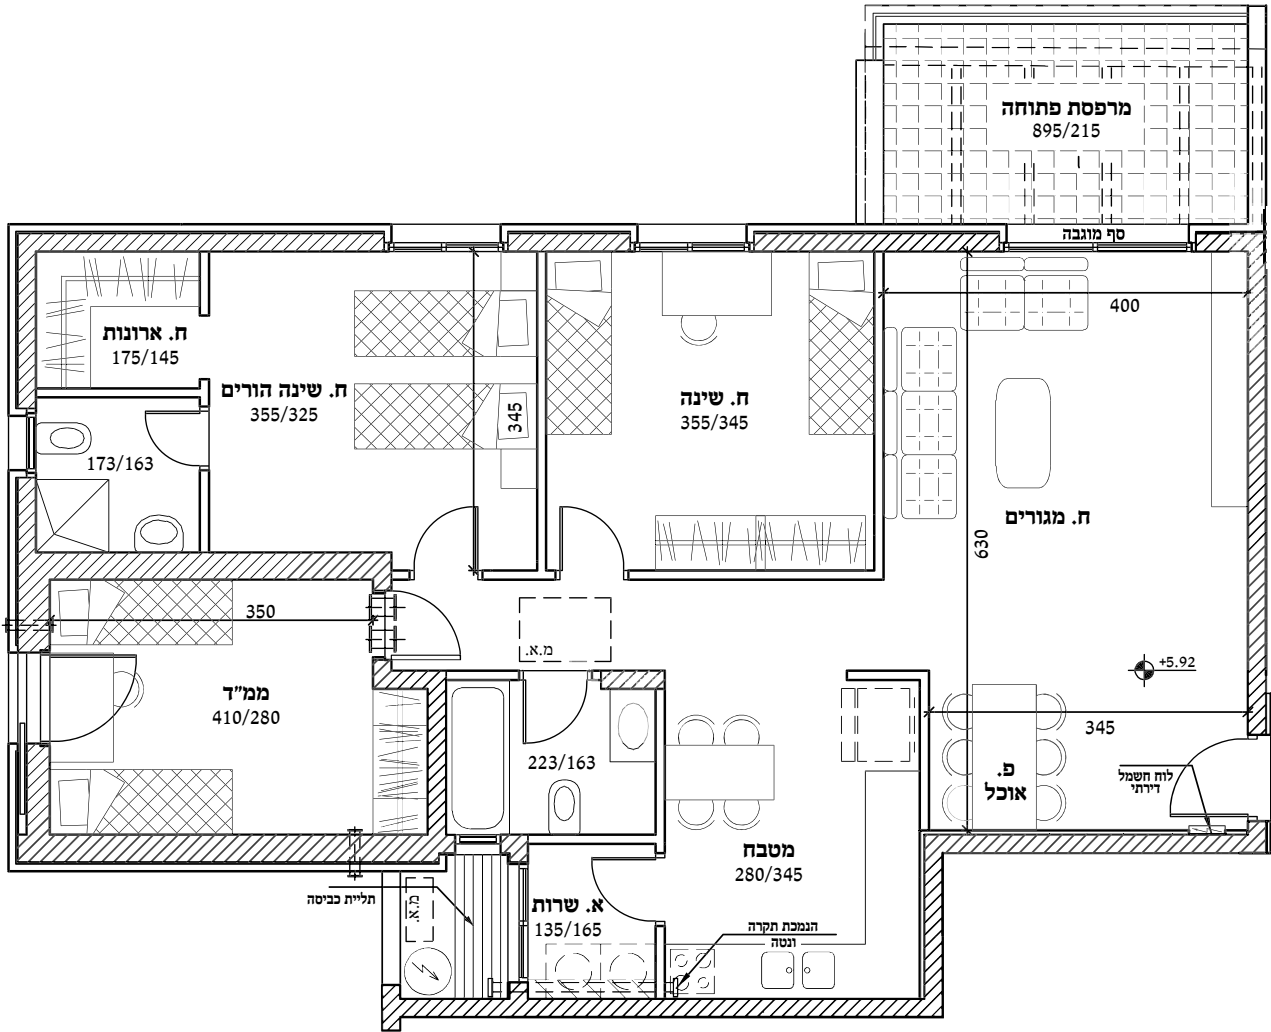 מרפסת פתוחה
895/215
סף מוגבה
400
ח. ארונות
175/145
ח. שינה הורים
355/325
345
ח. שינה
355/345
173/163
ח. מגורים
630
350
מ.א.
+5.92
ממ״ד
410/280
345
223/163
פ.
אוכל
לוח חשמל
דירתי
מטבח
280/345
תליית כביסה
מ.א.
א. שרות
135/165
הנמכת תקרה
ונטה